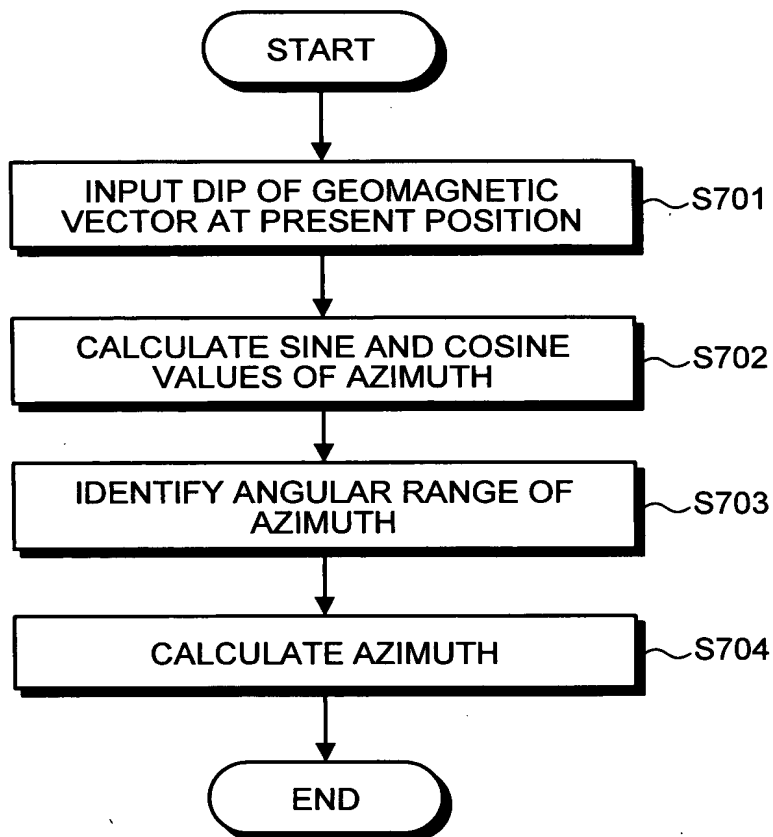 START
INPUT DIP OF GEOMAGNETIC
VECTOR AT PRESENT POSITION
S701
CALCULATE SINE AND COSINE
VALUES OF AZIMUTH
S702
IDENTIFY ANGULAR RANGE OF
AZIMUTH
S703
CALCULATE AZIMUTH
S704
END